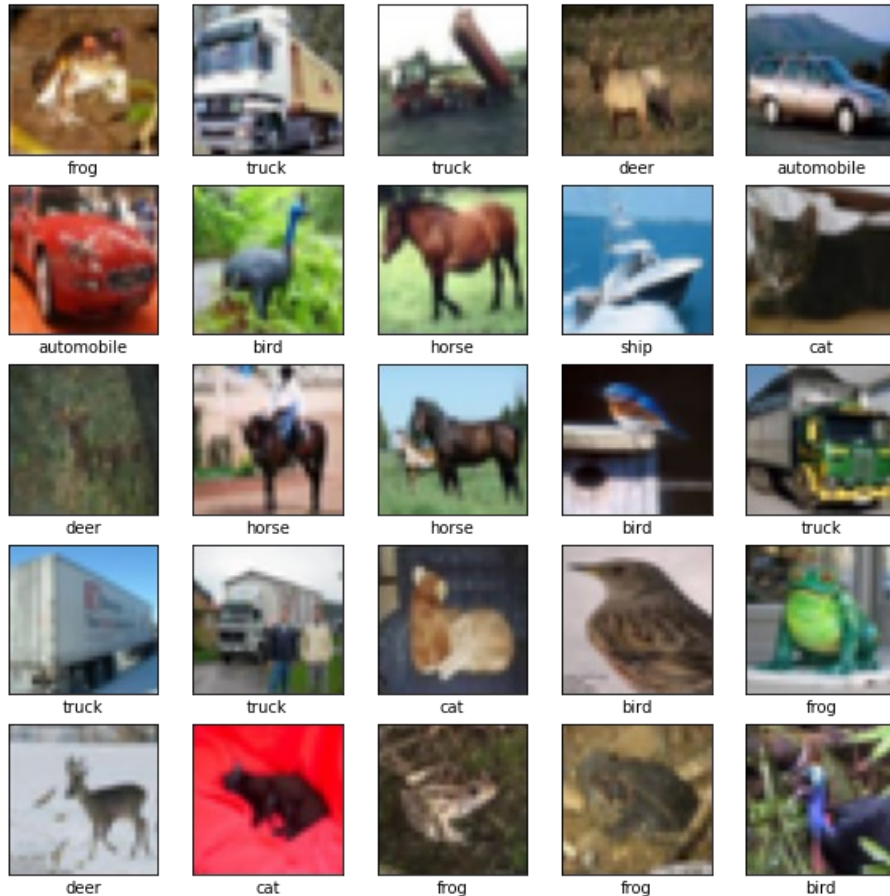 frog truck truck deer automobile
automobile bird horse ship cat
deer horse horse bird truck
truck truck cat bird frog
deer cat frog frog bird